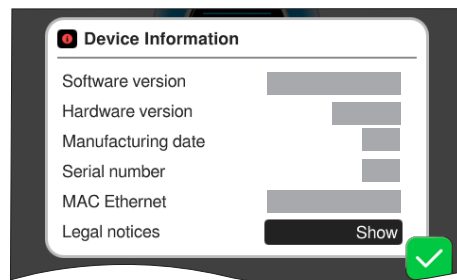 Device Information
Software version
Hardware version
Manufacturing date
Serial number
MAC Ethernet
Legal notices Show